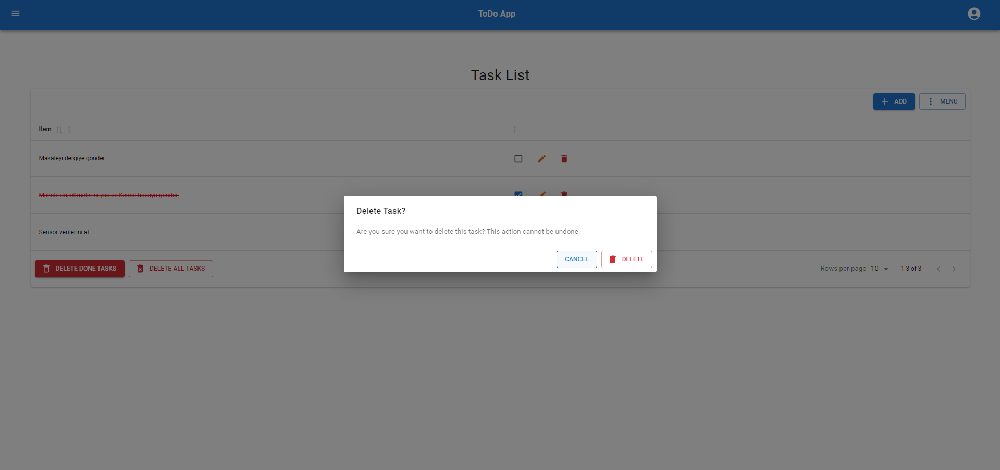 ToDo App
Task List
ADD
MENU
Item
Makaleyi dergiye gönder.
Makale düzeltmelerini yap ve Kemal hocaya gönder.
Delete Task?
Are you sure you want to delete this task? This action cannot be undone.
Sensor verilerini al.
CANCEL
DELETE
DELETE DONE TASKS
DELETE ALL TASKS
Rows per page 10
1-3 of 3